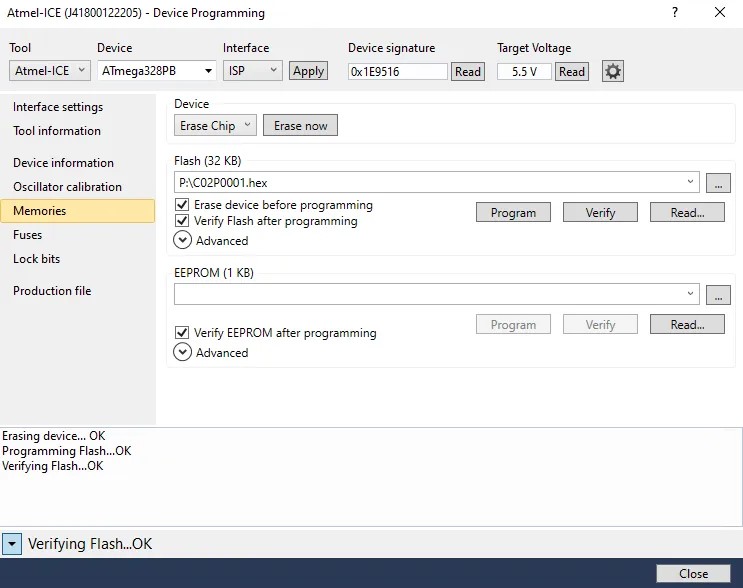 Atmel-ICE (J41800122205) - Device Programming
? ×
Tool Device Interface Device signature Target Voltage
Atmel-ICE ATmega328PB ISP Apply 0x1E9516 Read 5.5 V Read
Interface settings
Tool information
Device information
Oscillator calibration
Memories
Fuses
Lock bits
Production file
Device
Erase Chip Erase now
Flash (32 KB)
P:\C02P0001.hex ...
Erase device before programming
Verify Flash after programming
Program Verify Read...
Advanced
EEPROM (1 KB)
...
Program Verify Read...
Verify EEPROM after programming
Advanced
Erasing device... OK
Programming Flash...OK
Verifying Flash...OK
Verifying Flash...OK
Close